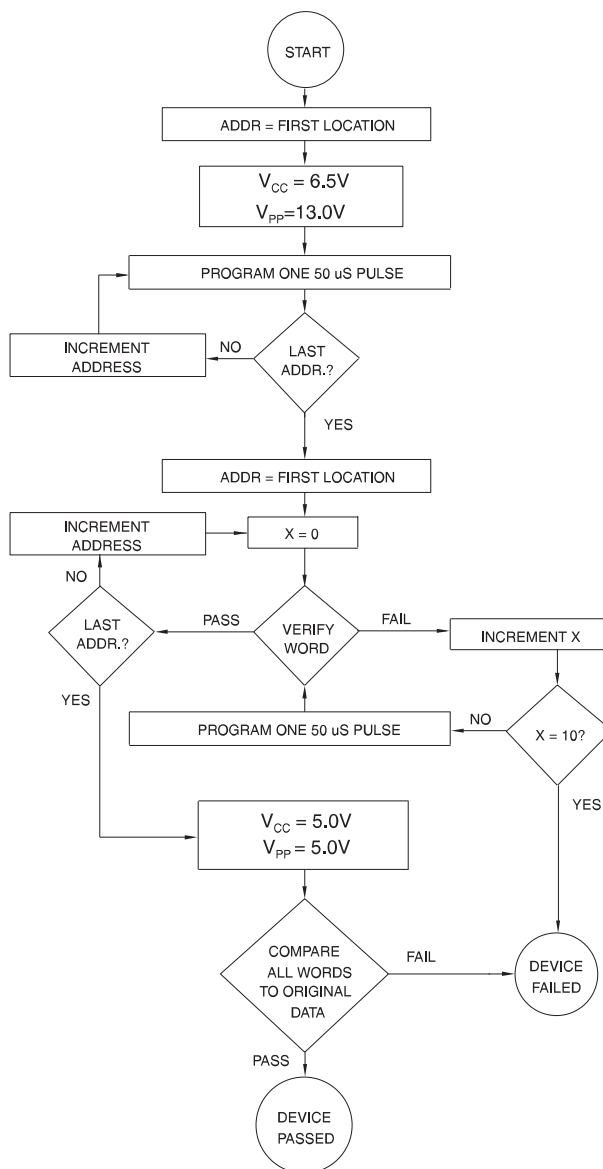 START
ADDR = FIRST LOCATION
V_CC = 6.5V
V_PP=13.0V
PROGRAM ONE 50 uS PULSE
INCREMENT
ADDRESS
NO
LAST
ADDR.?
YES
ADDR = FIRST LOCATION
INCREMENT
ADDRESS
X = 0
NO
LAST
ADDR.?
PASS
VERIFY
WORD
FAIL
INCREMENT X
YES
PROGRAM ONE 50 uS PULSE
NO
X = 10?
YES
V_CC = 5.0V
V_PP = 5.0V
COMPARE
ALL WORDS
TO ORIGINAL
DATA
FAIL
DEVICE
FAILED
PASS
DEVICE
PASSED